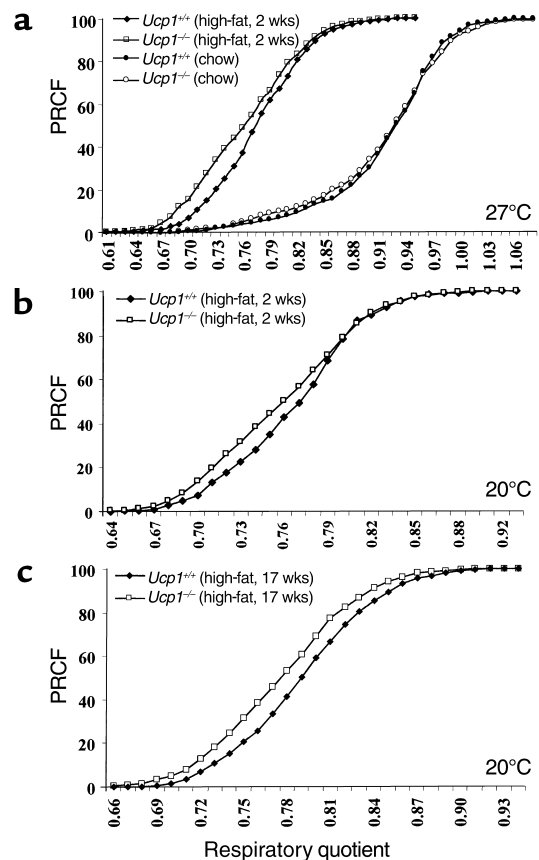 a
Ucp1+/+ (high-fat, 2 wks)
Ucp1–/– (high-fat, 2 wks)
Ucp1+/+ (chow)
Ucp1–/– (chow)
PRCF
100
80
60
40
20
0
27°C
0.61 0.64 0.67 0.70 0.73 0.76 0.79 0.82 0.85 0.88 0.91 0.94 0.97 1.00 1.03 1.06
b
Ucp1+/+ (high-fat, 2 wks)
Ucp1–/– (high-fat, 2 wks)
PRCF
100
80
60
40
20
0
20°C
0.64 0.67 0.70 0.73 0.76 0.79 0.82 0.85 0.88 0.92
c
Ucp1+/+ (high-fat, 17 wks)
Ucp1–/– (high-fat, 17 wks)
PRCF
100
80
60
40
20
0
20°C
0.66 0.69 0.72 0.75 0.78 0.81 0.84 0.87 0.90 0.93
Respiratory quotient